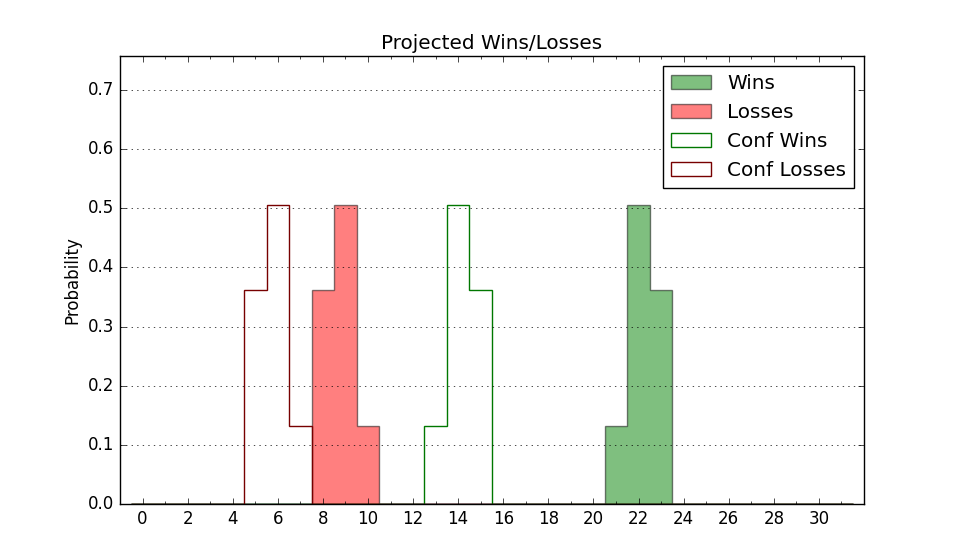 Projected Wins/Losses
Wins
Losses
Conf Wins
Conf Losses
Probability
0.7
0.6
0.5
0.4
0.3
0.2
0.1
0.0
0 2 4 6 8 10 12 14 16 18 20 22 24 26 28 30